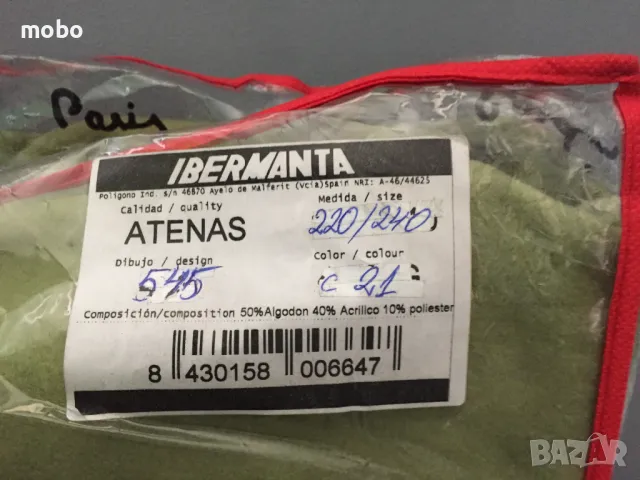 mobo
Paris
IBERMANTA
Polígono Ind. s/n 46870 Ayelo de Malferit (Vcia)Spain NRI: A-46/44625
Calidad / quality
Medida / size
ATENAS
220/240
Dibujo / design
Color / colour
545
C 21
Composición/composition 50%Algodon 40% Acrilico 10% poliester
8 430158 006647
BAZAR